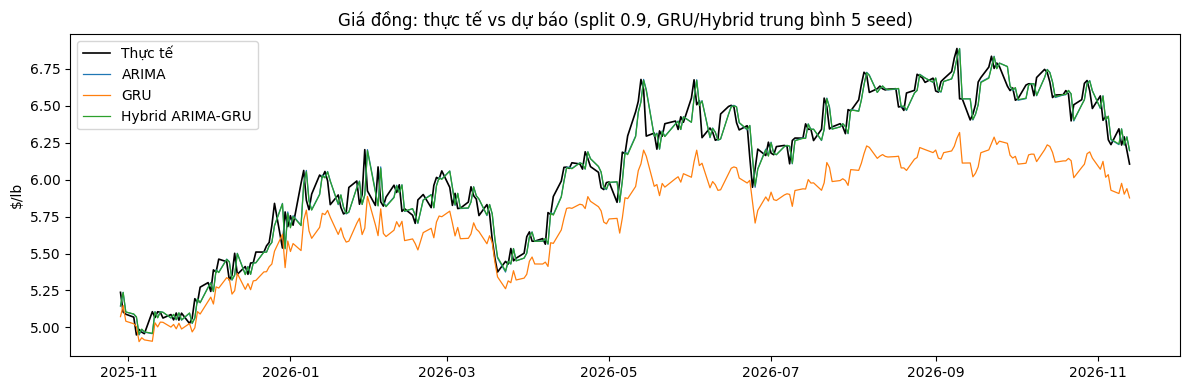 Giá đồng: thực tế vs dự báo (split 0.9, GRU/Hybrid trung bình 5 seed)
Thực tế
ARIMA
GRU
Hybrid ARIMA-GRU
$/lb
6.75
6.50
6.25
6.00
5.75
5.50
5.25
5.00
2025-11 2026-01 2026-03 2026-05 2026-07 2026-09 2026-11